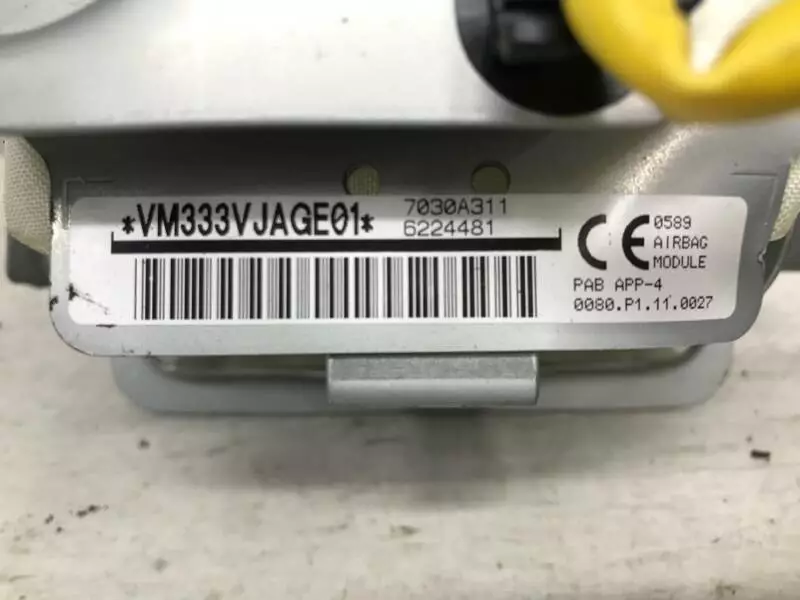 *VM333VJAGE01*
7030A311
6224481
CE 0589
AIRBAG
MODULE
PAB APP-4
0080.P1.11.0027